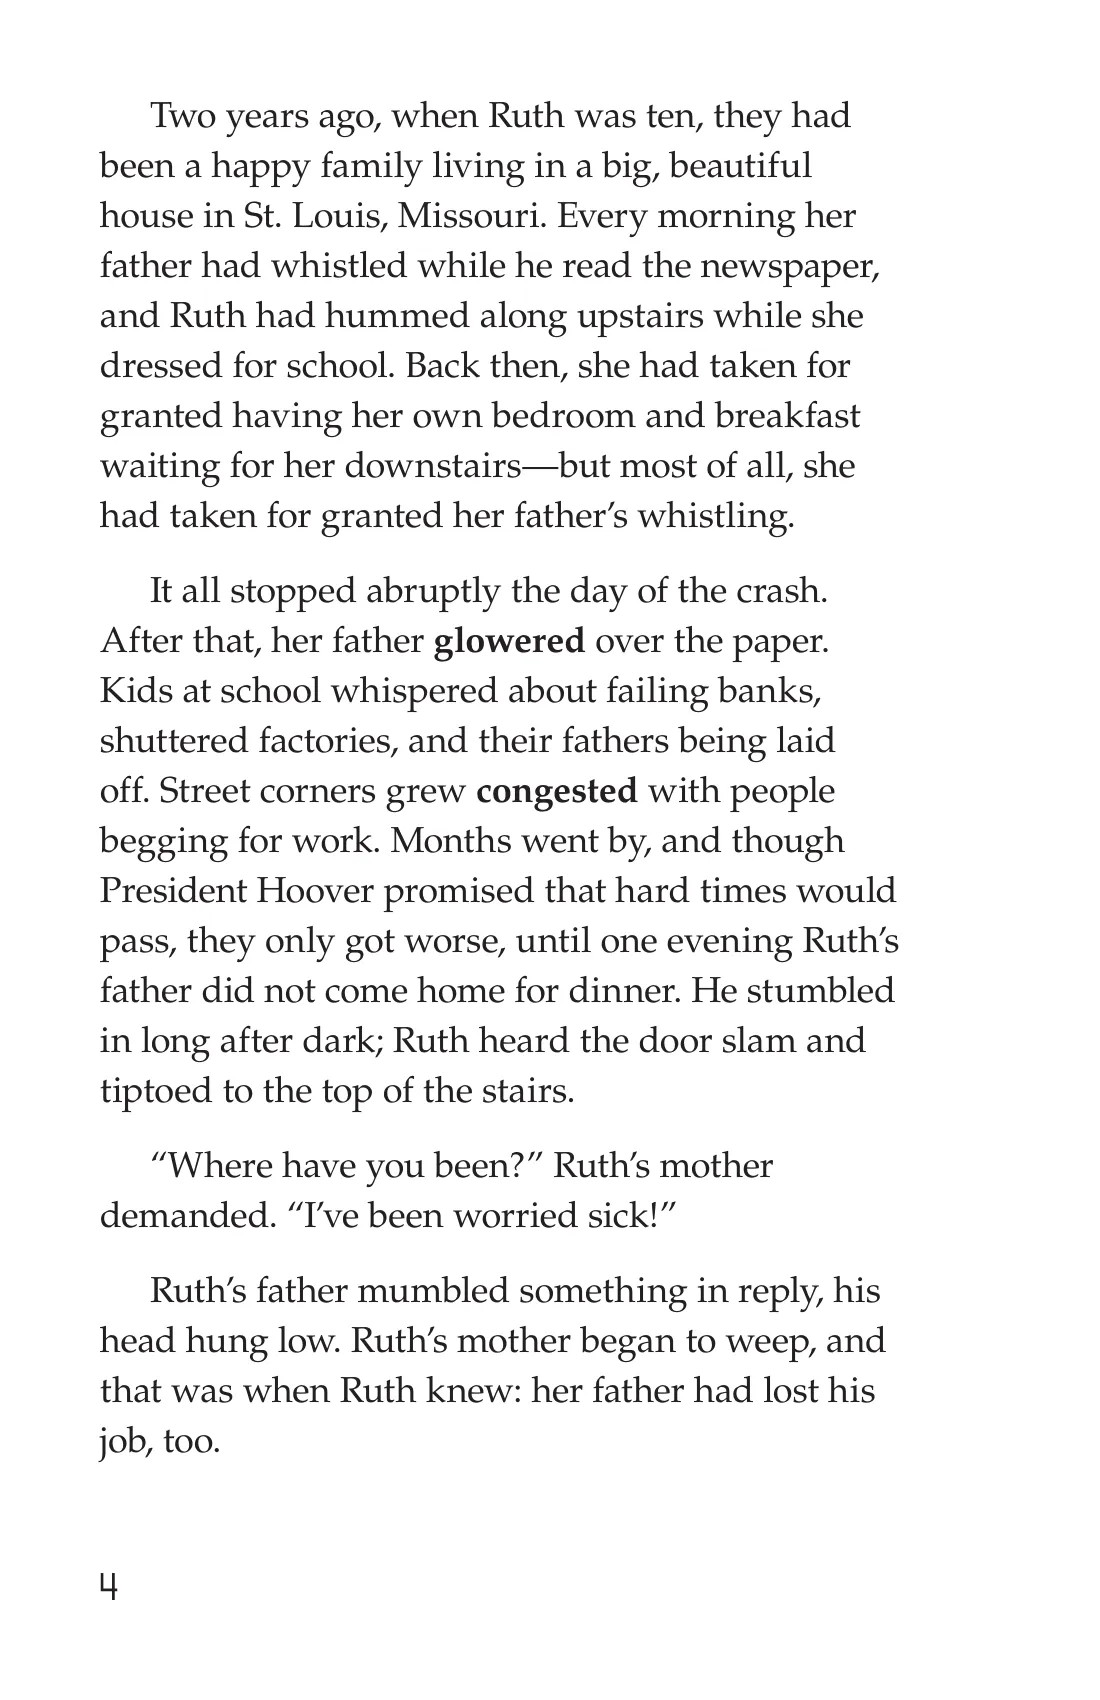 Two years ago, when Ruth was ten, they had
been a happy family living in a big, beautiful
house in St. Louis, Missouri. Every morning her
father had whistled while he read the newspaper,
and Ruth had hummed along upstairs while she
dressed for school. Back then, she had taken for
granted having her own bedroom and breakfast
waiting for her downstairs—but most of all, she
had taken for granted her father’s whistling.
It all stopped abruptly the day of the crash.
After that, her father glowered over the paper.
Kids at school whispered about failing banks,
shuttered factories, and their fathers being laid
off. Street corners grew congested with people
begging for work. Months went by, and though
President Hoover promised that hard times would
pass, they only got worse, until one evening Ruth’s
father did not come home for dinner. He stumbled
in long after dark; Ruth heard the door slam and
tiptoed to the top of the stairs.
“Where have you been?” Ruth’s mother
demanded. “I’ve been worried sick!”
Ruth’s father mumbled something in reply, his
head hung low. Ruth’s mother began to weep, and
that was when Ruth knew: her father had lost his
job, too.
4